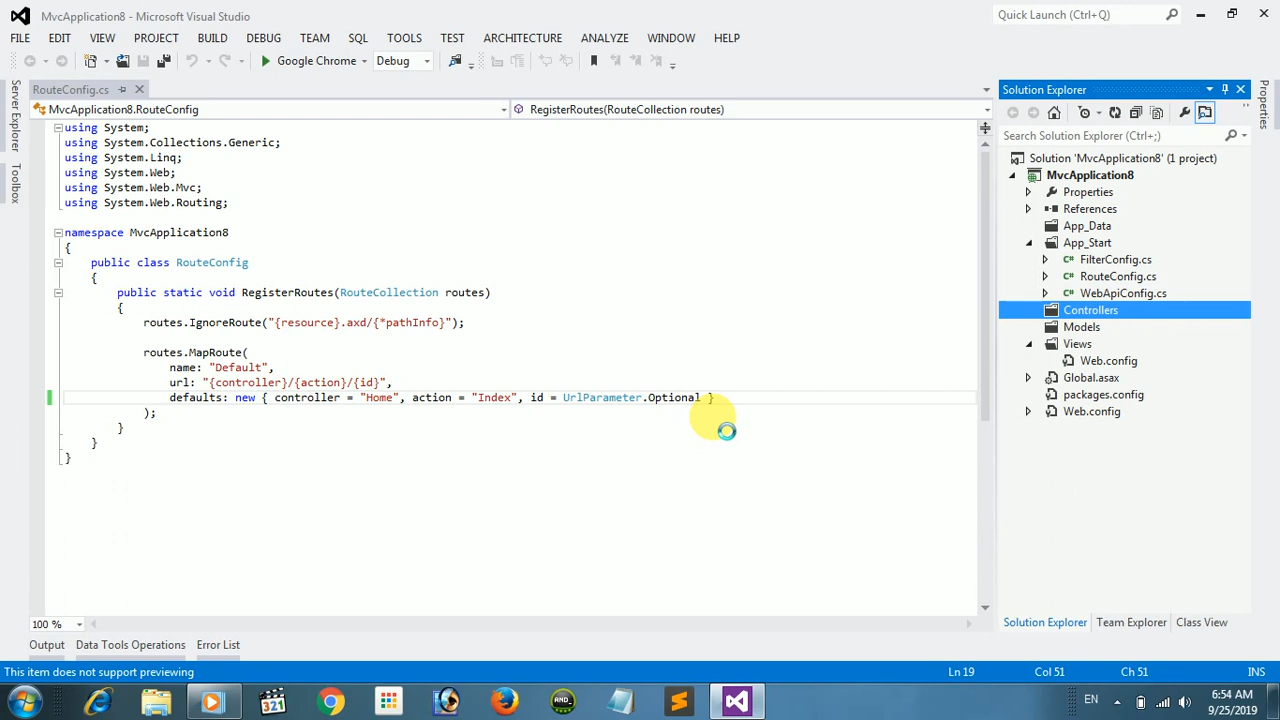 MvcApplication8 - Microsoft Visual Studio
Quick Launch (Ctrl+Q)
FILE EDIT VIEW PROJECT BUILD DEBUG TEAM SQL TOOLS TEST ARCHITECTURE ANALYZE WINDOW HELP
Google Chrome Debug
Server Explorer
Toolbox
RouteConfig.cs
MvcApplication8.RouteConfig
RegisterRoutes(RouteCollection routes)
using System;
using System.Collections.Generic;
using System.Linq;
using System.Web;
using System.Web.Mvc;
using System.Web.Routing;
namespace MvcApplication8
{
public class RouteConfig
{
public static void RegisterRoutes(RouteCollection routes)
{
routes.IgnoreRoute("{resource}.axd/{*pathInfo}");
routes.MapRoute(
name: "Default",
url: "{controller}/{action}/{id}",
defaults: new { controller = "Home", action = "Index", id = UrlParameter.Optional }
);
}
}
}
100 %
Solution Explorer
Search Solution Explorer (Ctrl+;)
Solution 'MvcApplication8' (1 project)
MvcApplication8
Properties
References
App_Data
App_Start
FilterConfig.cs
RouteConfig.cs
WebApiConfig.cs
Controllers
Models
Views
Web.config
Global.asax
packages.config
Web.config
Solution Explorer Team Explorer Class View
Properties
Output Data Tools Operations Error List
This item does not support previewing
Ln 19 Col 51 Ch 51 INS
321
AND_
EN
6:54 AM
9/25/2019